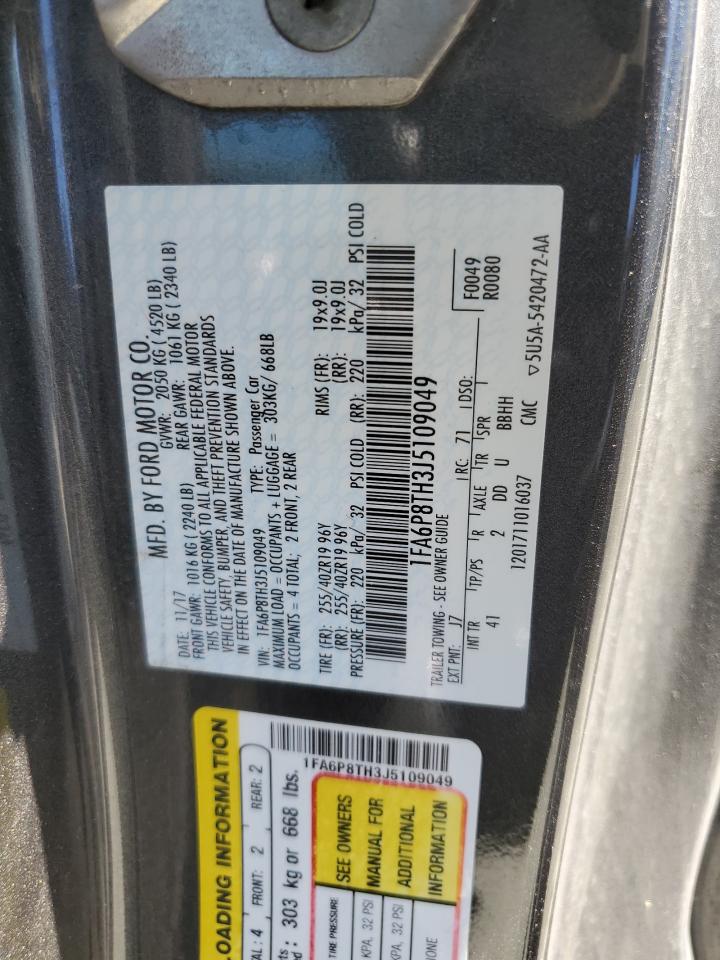 MFD. BY FORD MOTOR CO.
DATE: 11/17 GVWR: 2050 KG ( 4520 LB)
FRONT GAWR: 1016 KG (2240 LB) REAR GAWR: 1061 KG ( 2340 LB)
THIS VEHICLE CONFORMS TO ALL APPLICABLE FEDERAL MOTOR
VEHICLE SAFETY, BUMPER, AND THEFT PREVENTION STANDARDS
IN EFFECT ON THE DATE OF MANUFACTURE SHOWN ABOVE.
VIN: 1FA6P8TH3J5109049 TYPE: Passenger Car
MAXIMUM LOAD = OCCUPANTS + LUGGAGE = 303KG/ 668LB
OCCUPANTS = 4 TOTAL; 2 FRONT, 2 REAR
TIRE (FR): 255/40ZR19 96Y RIMS (FR): 19x9.0J
(RR): 255/40ZR19 96Y (RR): 19x9.0J
PRESSURE (FR): 220 kPa/ 32 PSI COLD (RR): 220 kPa/ 32 PSI COLD
1FA6P8TH3J5109049
TRAILER TOWING - SEE OWNER GUIDE
EXT PNT: J7 RC: 71 DSO: F0049
R0080
INT TR TP/PS R AXLE TR SPR
41 2 DD U BBHH
12017111016037 CMC ▽5U5A-5420472-AA
LOADING INFORMATION
: 4 FRONT: 2 REAR: 2
: 303 kg or 668 lbs.
1FA6P8TH3J5109049
TIRE PRESSURE
KPA, 32 PSI
KPA, 32 PSI
SEE OWNERS
MANUAL FOR
ADDITIONAL
INFORMATION